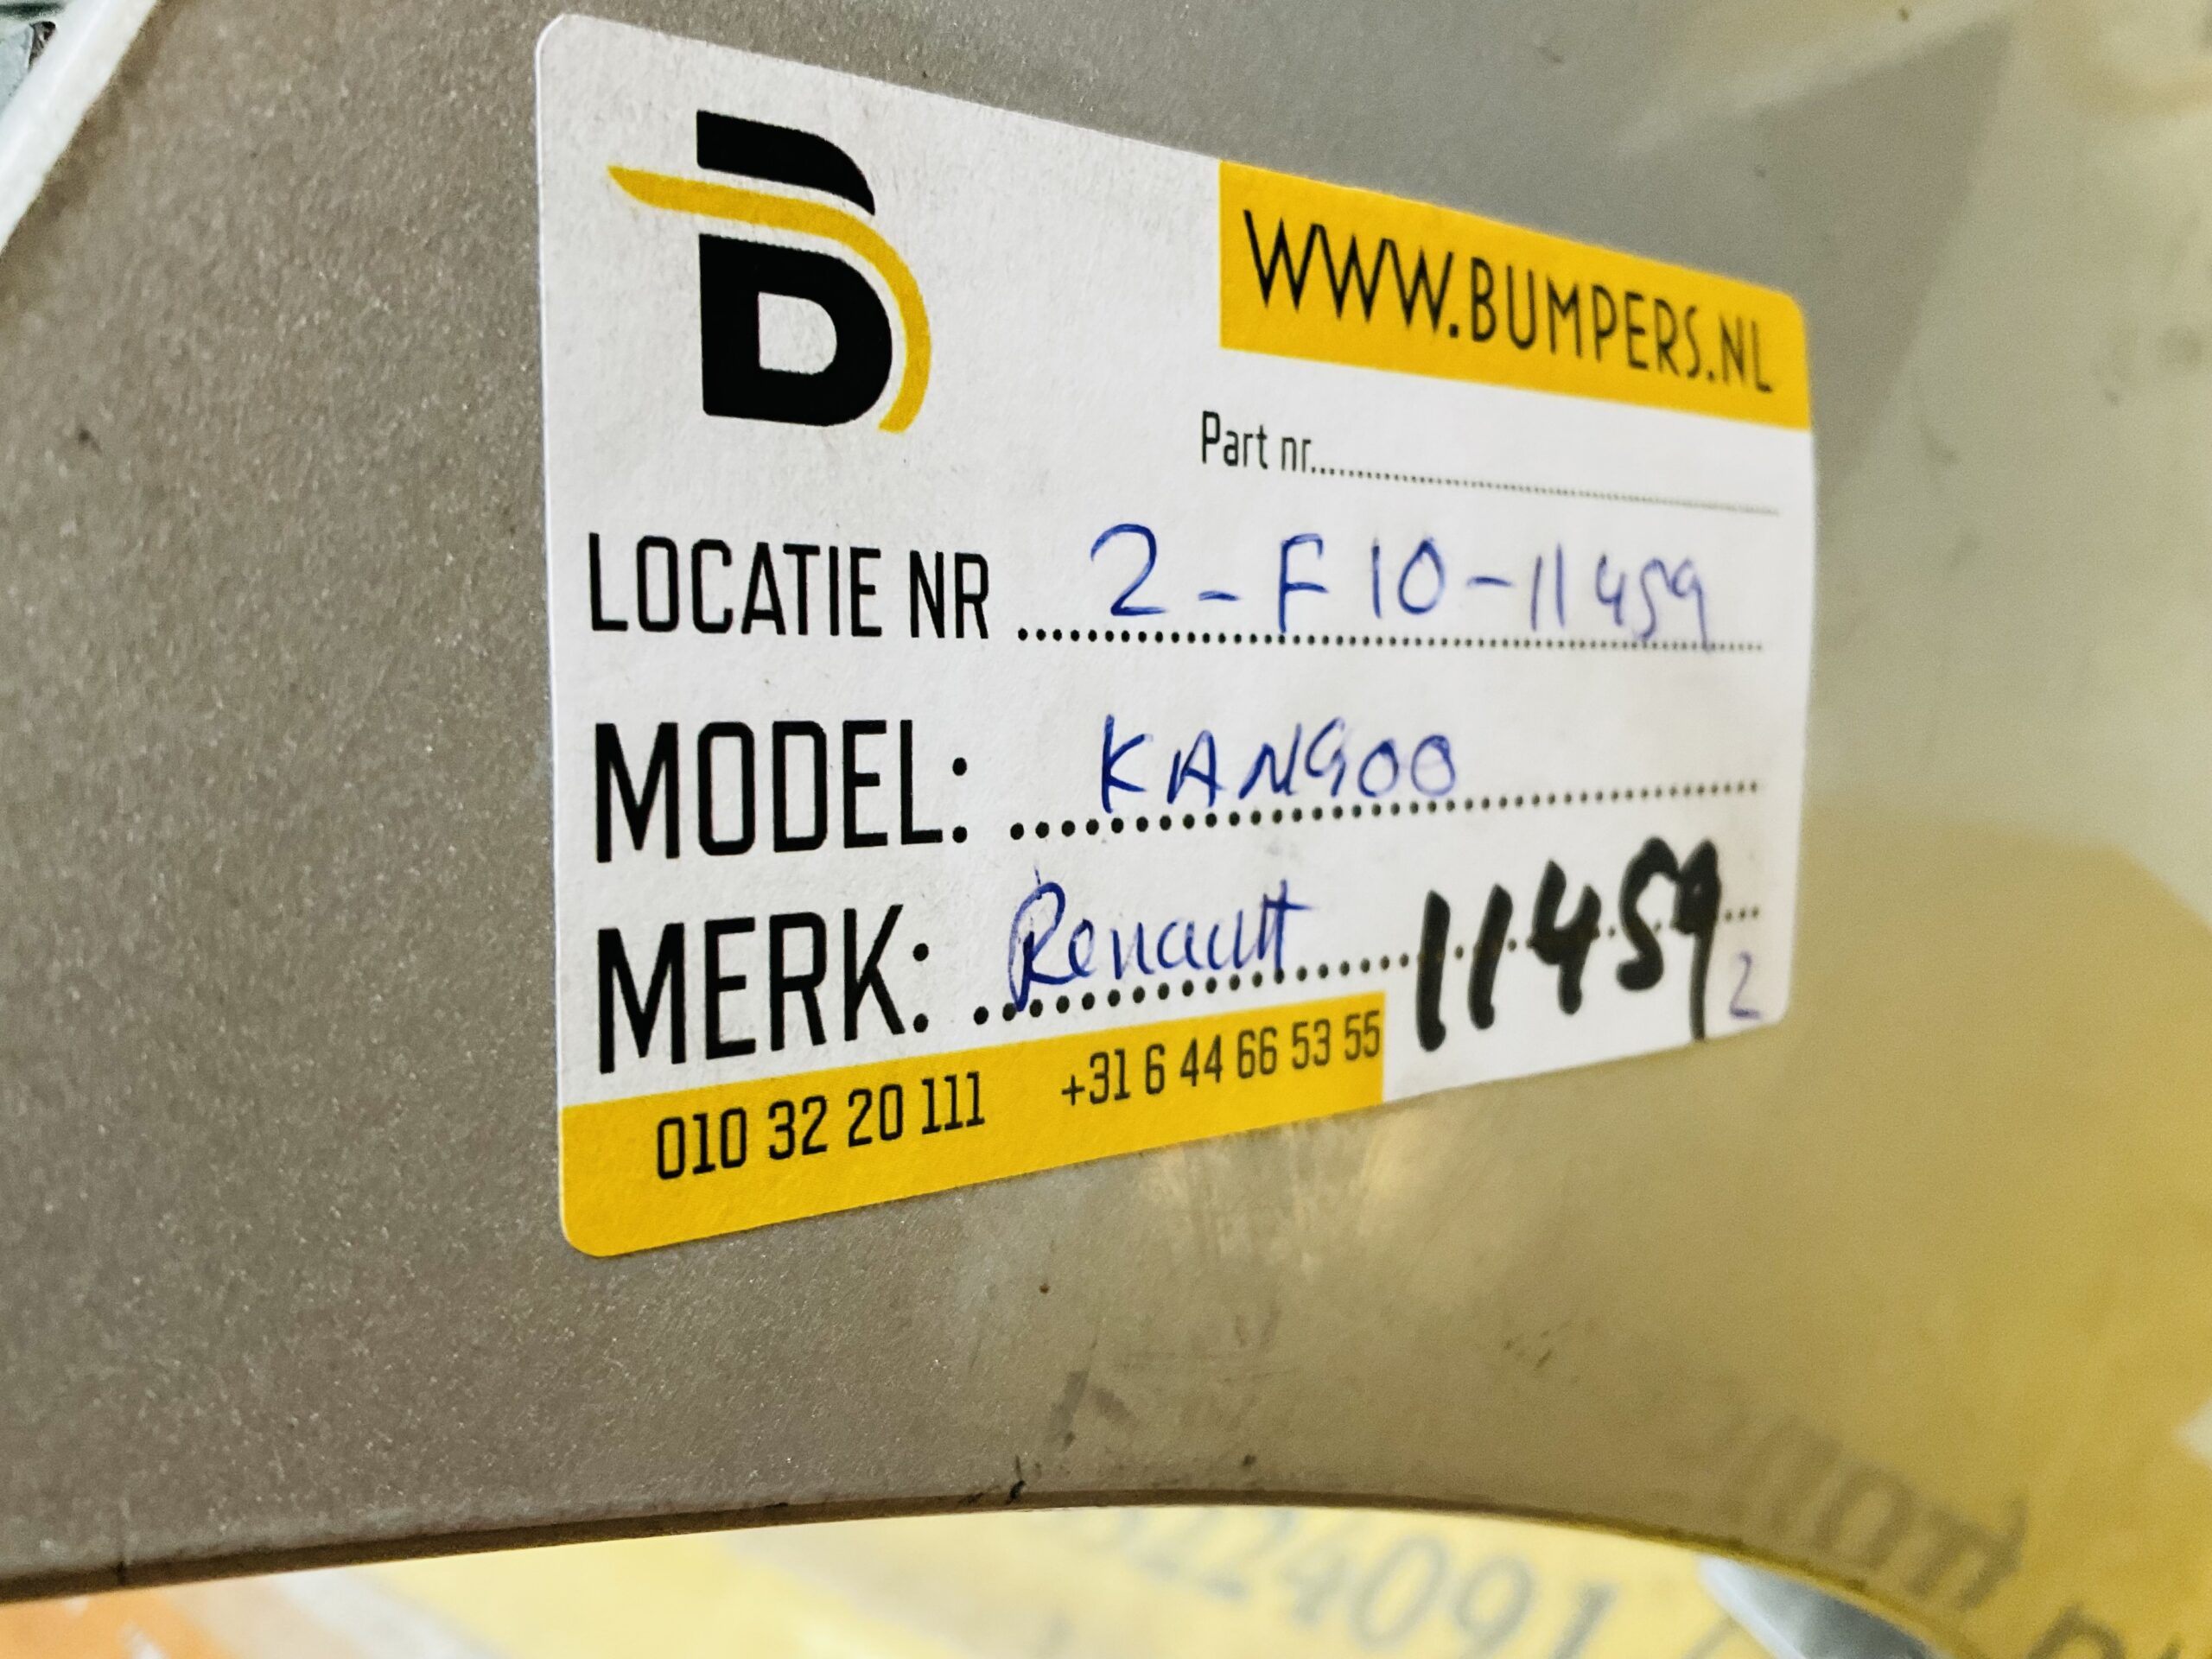 B
WWW.BUMPERS.NL
Part nr
LOCATIE NR 2-F10-11459
MODEL: KANGOO
MERK: Renault 11459
2
010 32 20 111 +31 6 44 66 53 55